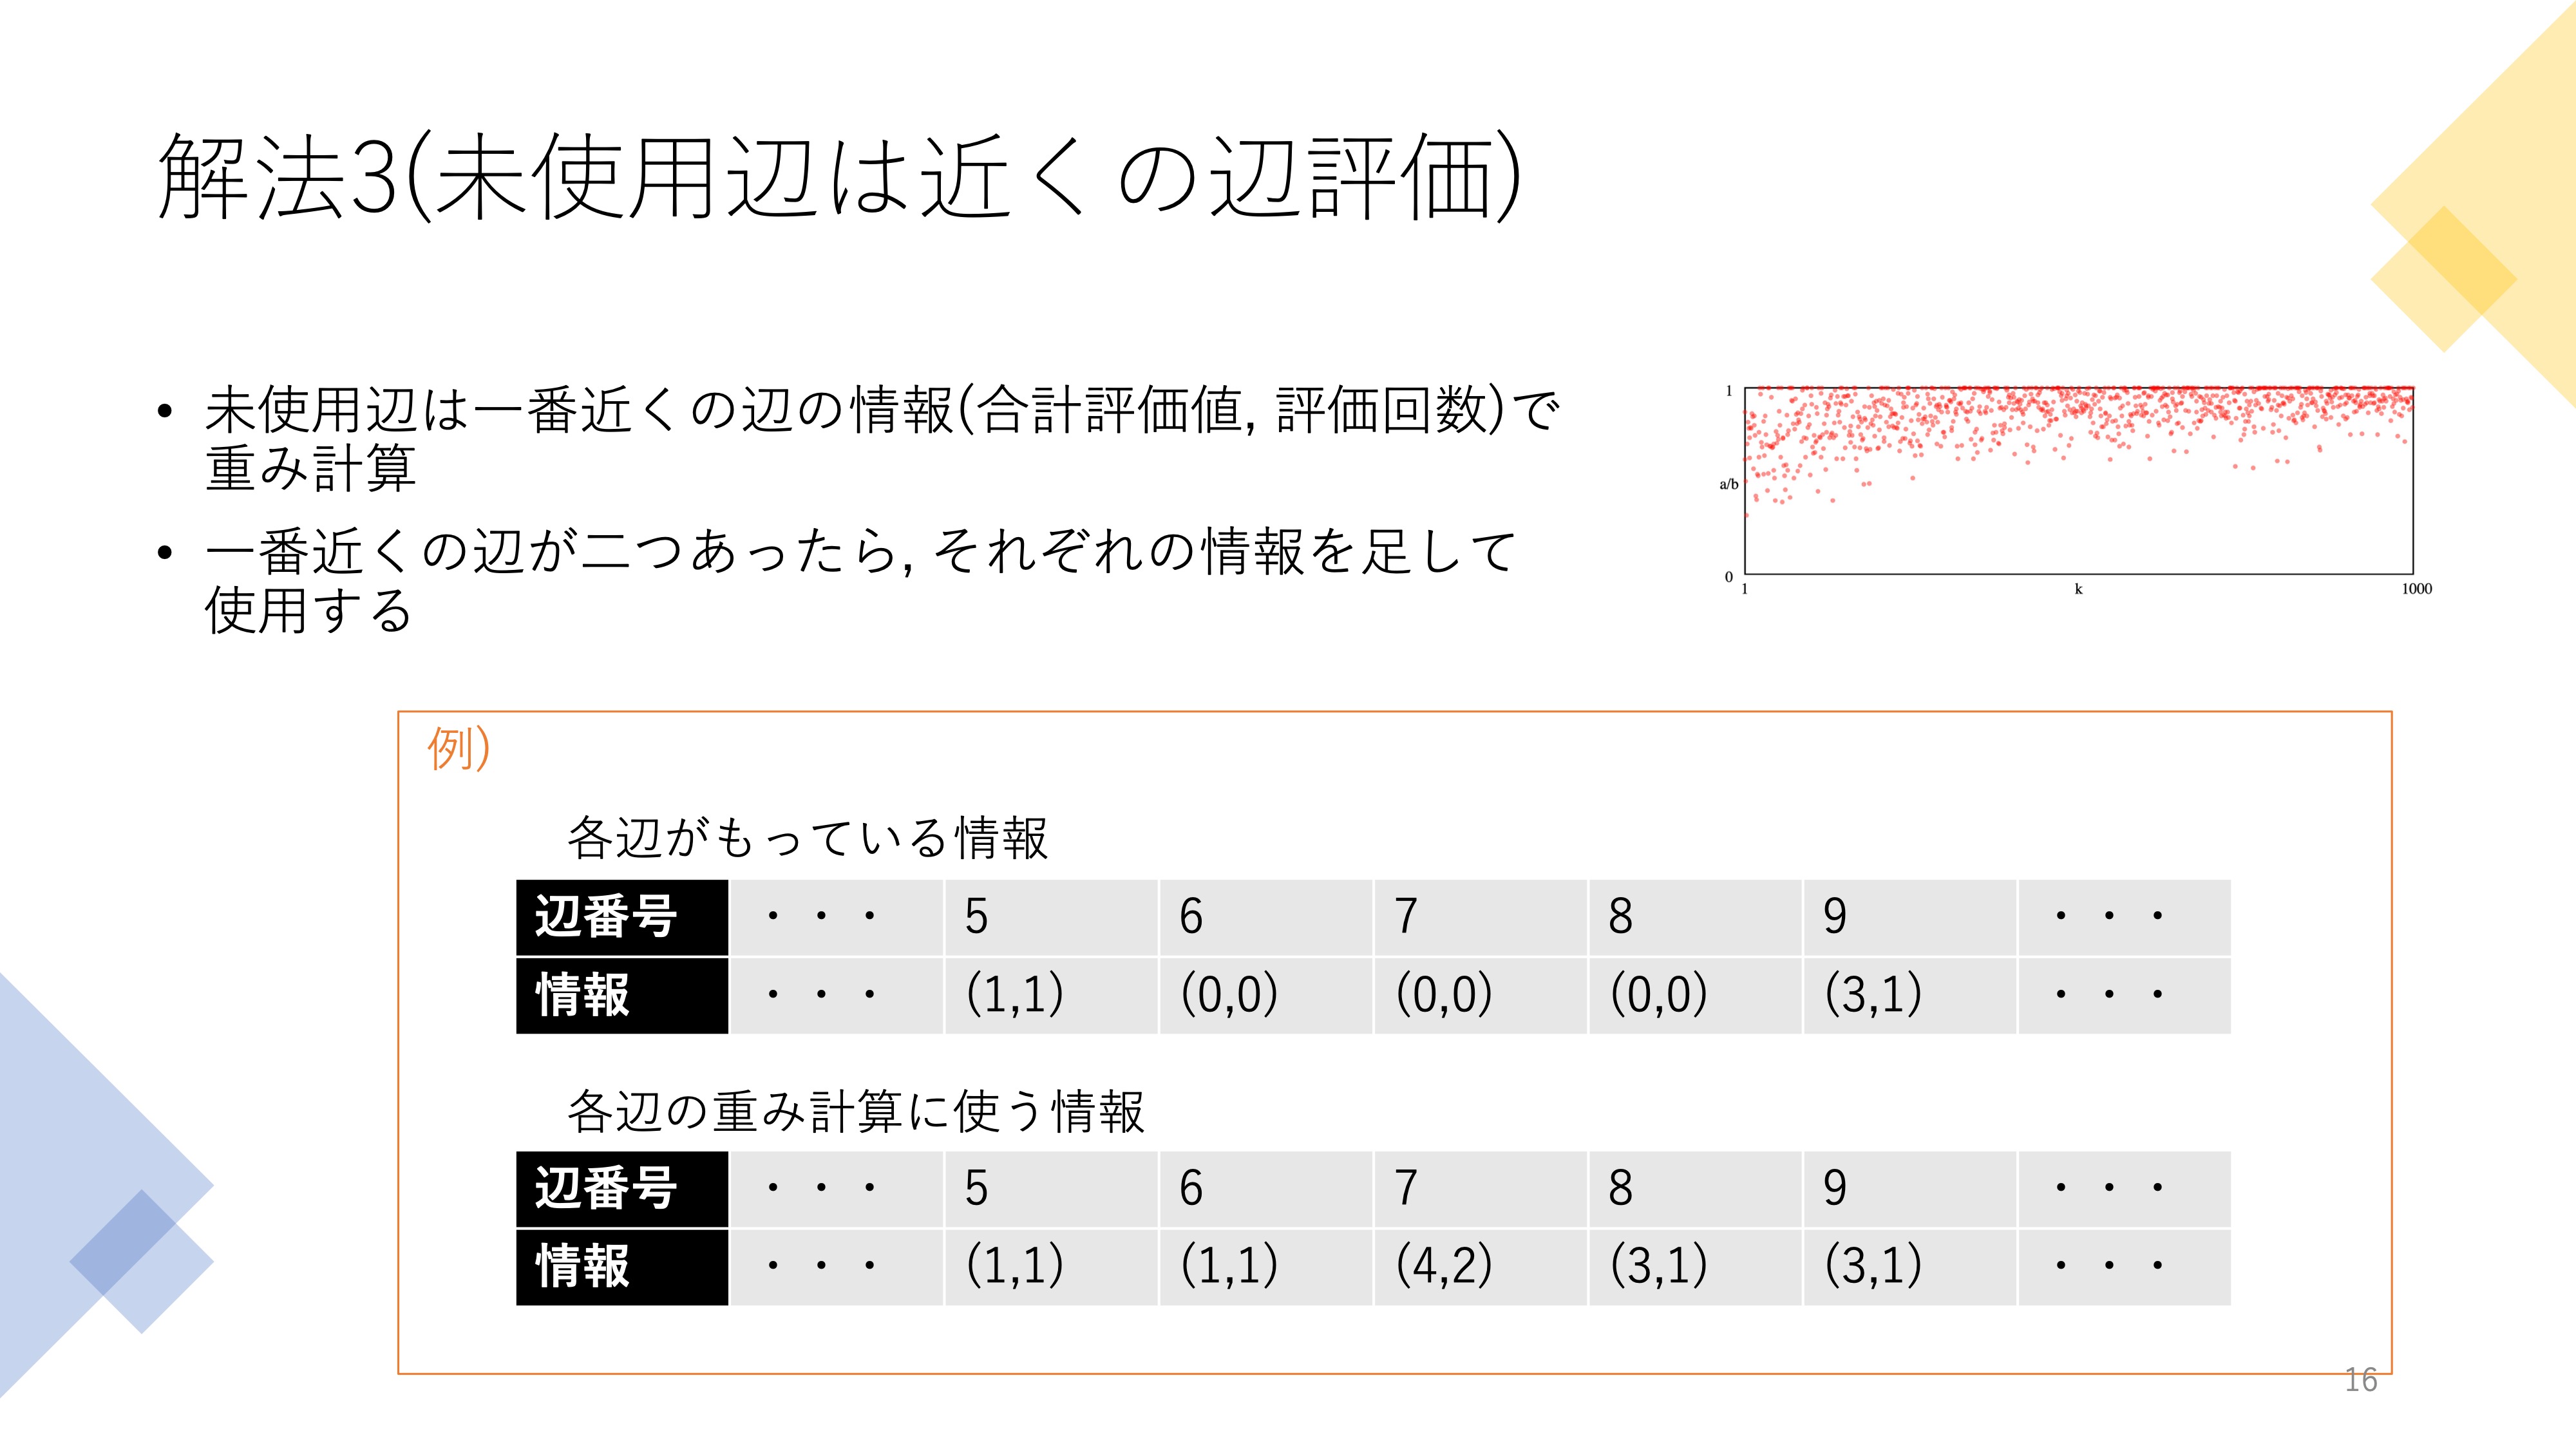 解法3(未使用辺は近くの辺評価)
• 未使用辺は一番近くの辺の情報(合計評価値, 評価回数)で
重み計算
• 一番近くの辺が二つあったら, それぞれの情報を足して
使用する
1
a/b
0
1 k 1000
例)
各辺がもっている情報
辺番号 ・・・ 5 6 7 8 9 ・・・
情報 ・・・ (1,1) (0,0) (0,0) (0,0) (3,1) ・・・
各辺の重み計算に使う情報
辺番号 ・・・ 5 6 7 8 9 ・・・
情報 ・・・ (1,1) (1,1) (4,2) (3,1) (3,1) ・・・
16